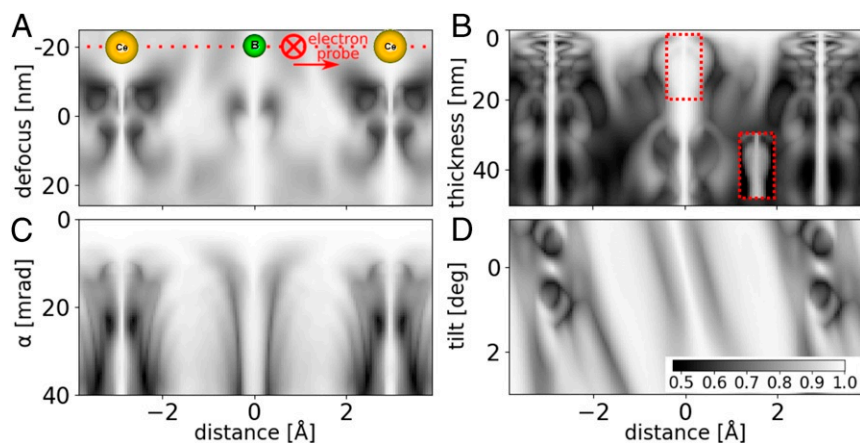 A
Ce
B
electron
probe
Ce
-20
0
20
defocus [nm]
B
0
20
40
thickness [nm]
C
0
20
40
α [mrad]
−2
0
2
distance [Å]
D
0
2
tilt [deg]
0.5 0.6 0.7 0.8 0.9 1.0
−2
0
2
distance [Å]